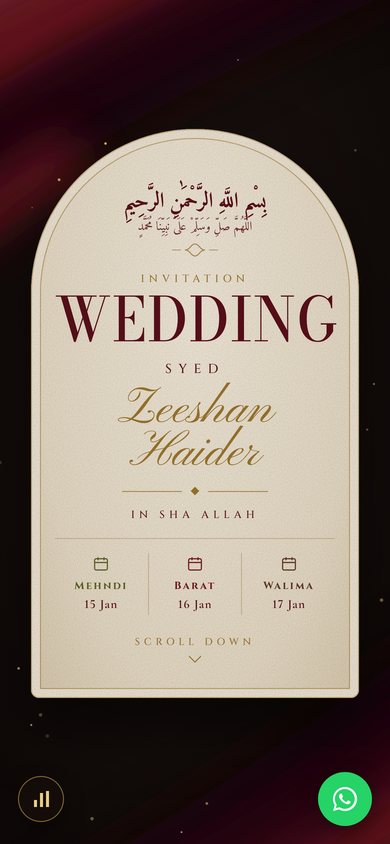 بِسْمِ اللَّهِ الرَّحْمَٰنِ الرَّحِيمِ
اللَّهُمَّ صَلِّ وَسَلِّمْ عَلَىٰ نَبِيِّنَا مُحَمَّدٍ
INVITATION
WEDDING
SYED
Zeeshan
Haider
IN SHA ALLAH
MEHNDI BARAT WALIMA
15 Jan 16 Jan 17 Jan
SCROLL DOWN